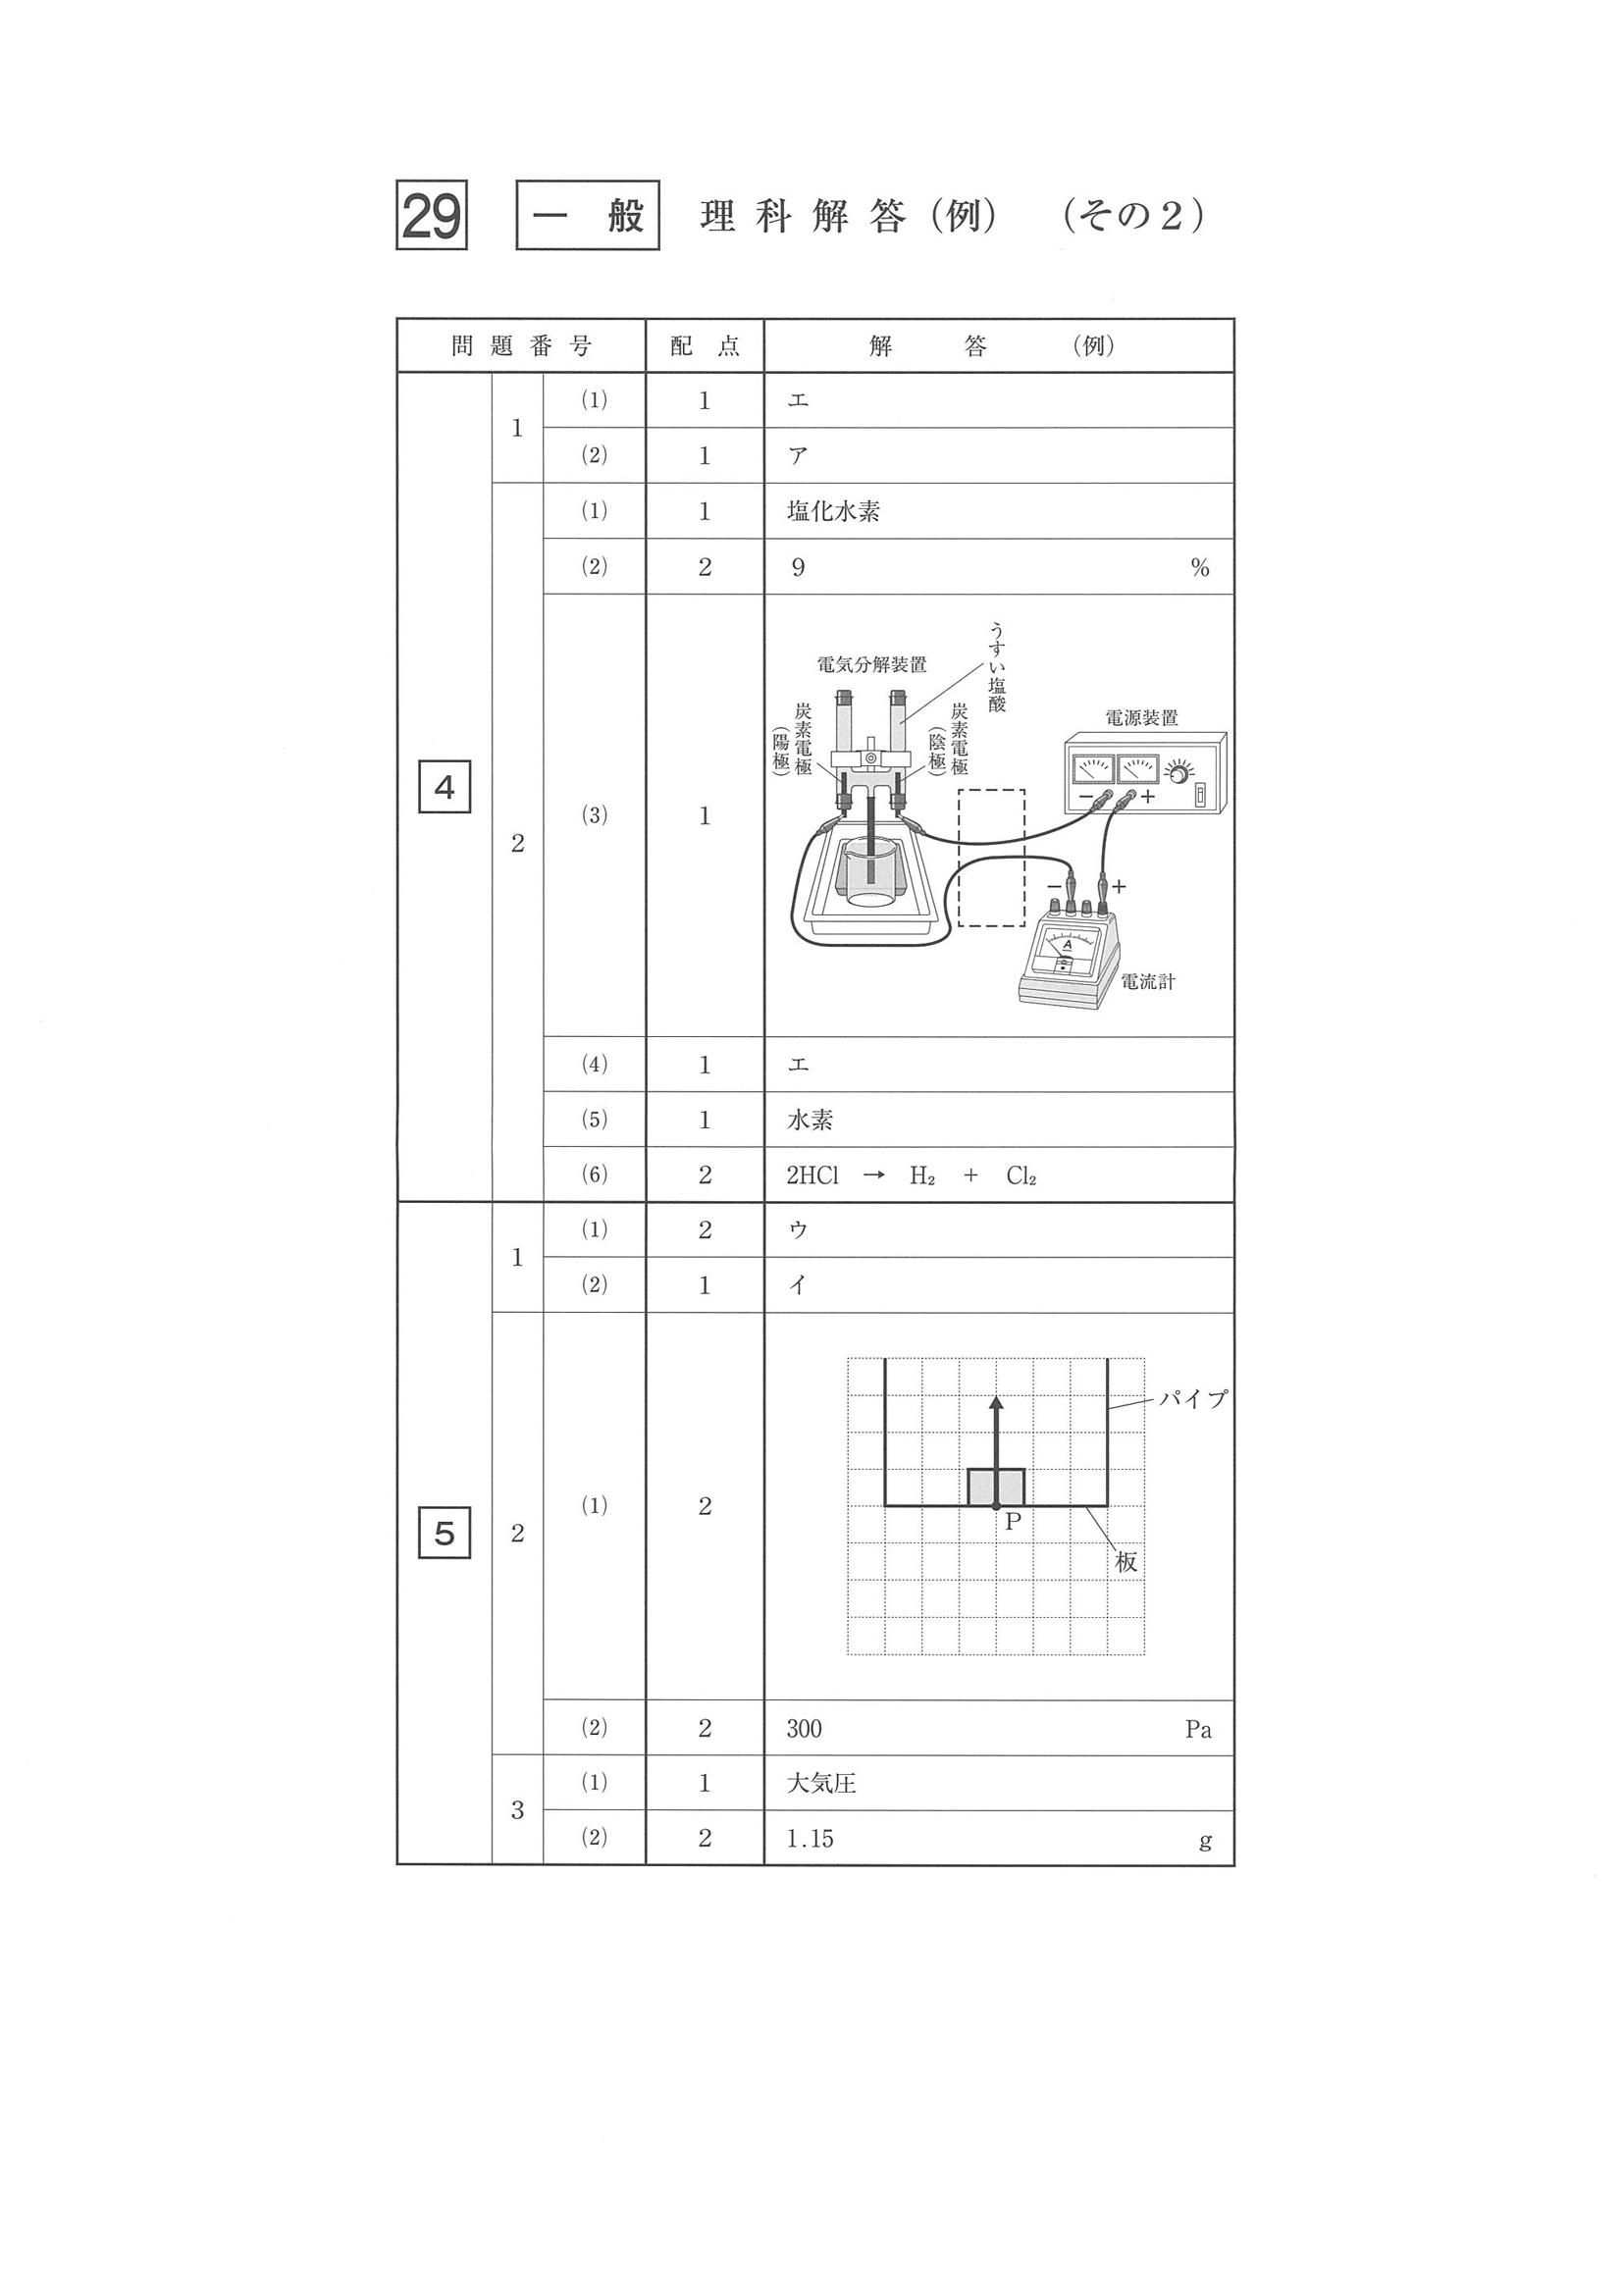 29 一般 理科解答(例) (その2)
問題番号 配点 解答 (例)
4
1
(1) 1 エ
(2) 1 ア
2
(1) 1 塩化水素
(2) 2 9 %
(3) 1
うすい塩酸
電気分解装置
炭素電極(陽極)
炭素電極(陰極)
電源装置
− +
− +
A
電流計
(4) 1 エ
(5) 1 水素
(6) 2 2HCl → H₂ + Cl₂
5
1
(1) 2 ウ
(2) 1 イ
2
(1) 2
パイプ
P
板
(2) 2 300 Pa
3
(1) 1 大気圧
(2) 2 1.15 g